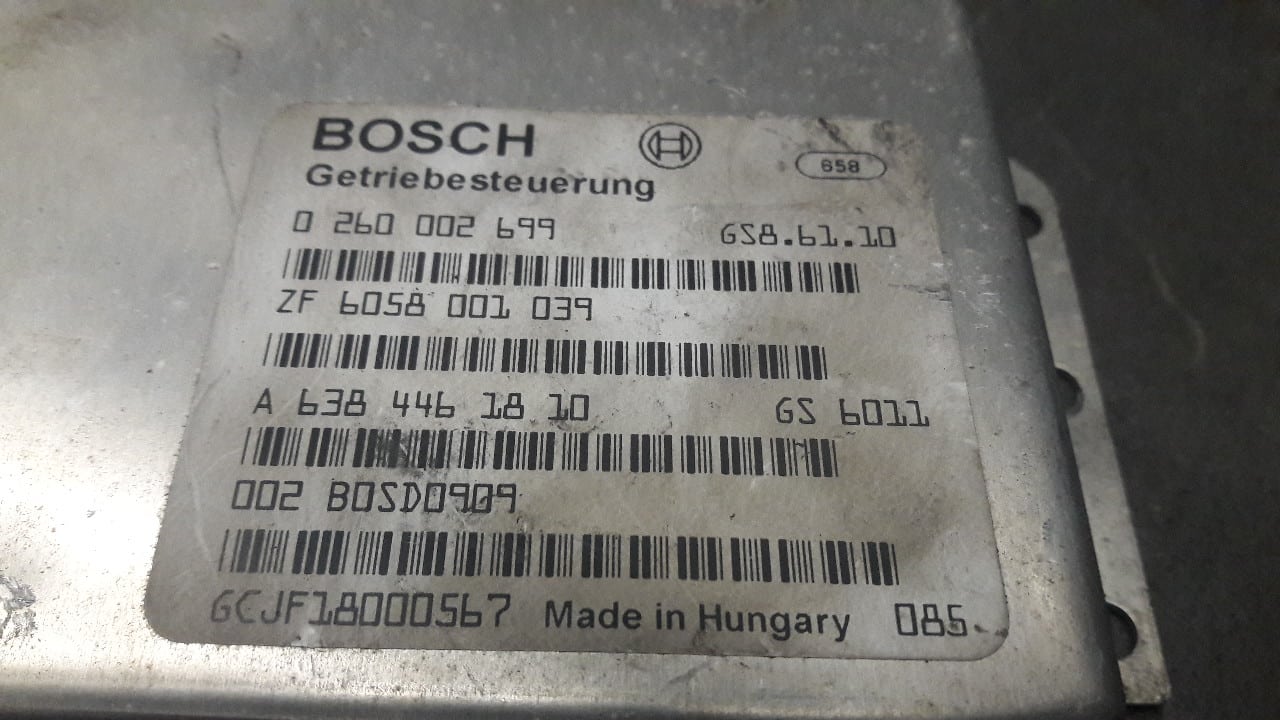 BOSCH 658
Getriebesteuerung
0 260 002 699 GS8.61.10
ZF 6058 001 039
A 638 446 18 10 GS 6011
002 BOSD0909
GCJF18000567 Made in Hungary 085